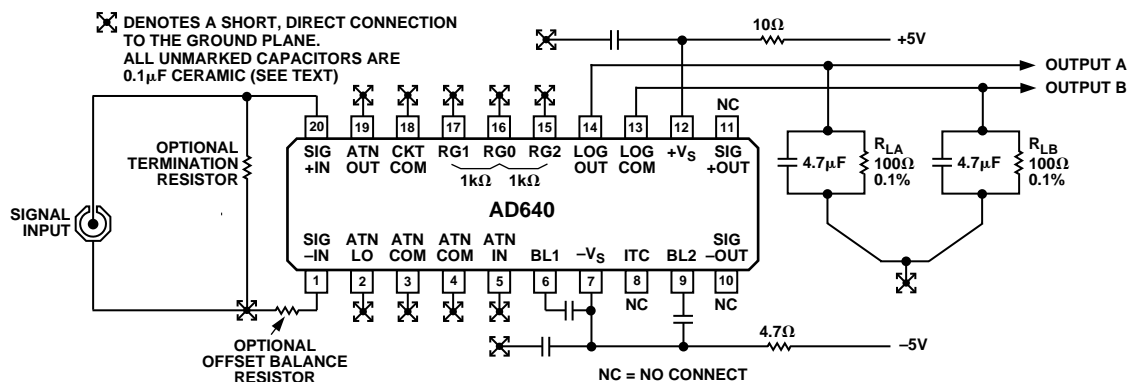 DENOTES A SHORT, DIRECT CONNECTION
TO THE GROUND PLANE.
ALL UNMARKED CAPACITORS ARE
0.1µF CERAMIC (SEE TEXT)
10Ω
+5V
OUTPUT A
OUTPUT B
NC
20 19 18 17 16 15 14 13 12 11
SIG +IN
ATN OUT
CKT COM
RG1
RG0
RG2
LOG OUT
LOG COM
+VS
SIG +OUT
1kΩ 1kΩ
AD640
OPTIONAL
TERMINATION
RESISTOR
SIGNAL
INPUT
4.7µF
RLA
100Ω
0.1%
4.7µF
RLB
100Ω
0.1%
SIG –IN
ATN LO
ATN COM
ATN COM
ATN IN
BL1
–VS
ITC
BL2
SIG –OUT
1 2 3 4 5 6 7 8 9 10
NC
NC
OPTIONAL
OFFSET BALANCE
RESISTOR
4.7Ω
–5V
NC = NO CONNECT